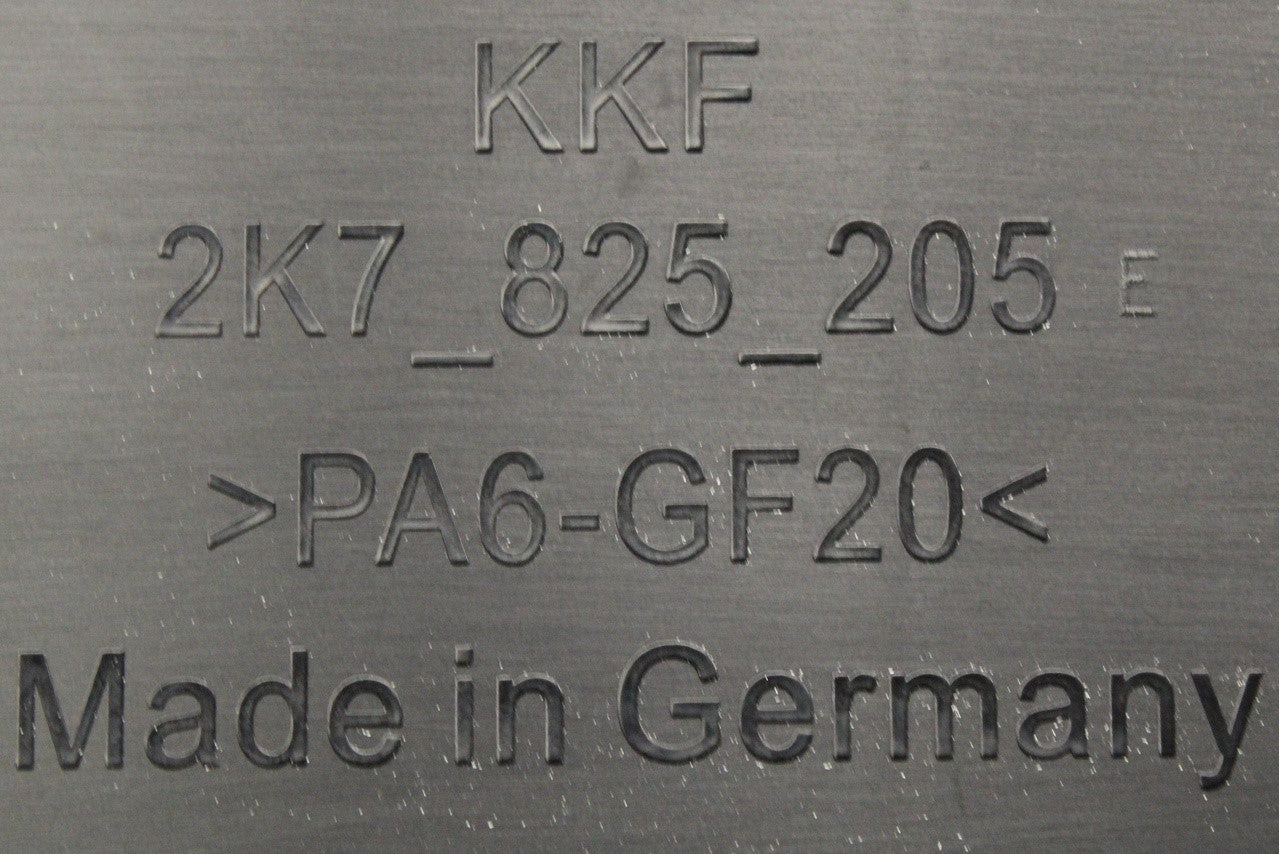 KKF
2K7_825_205 E
>PA6-GF20<
Made in Germany